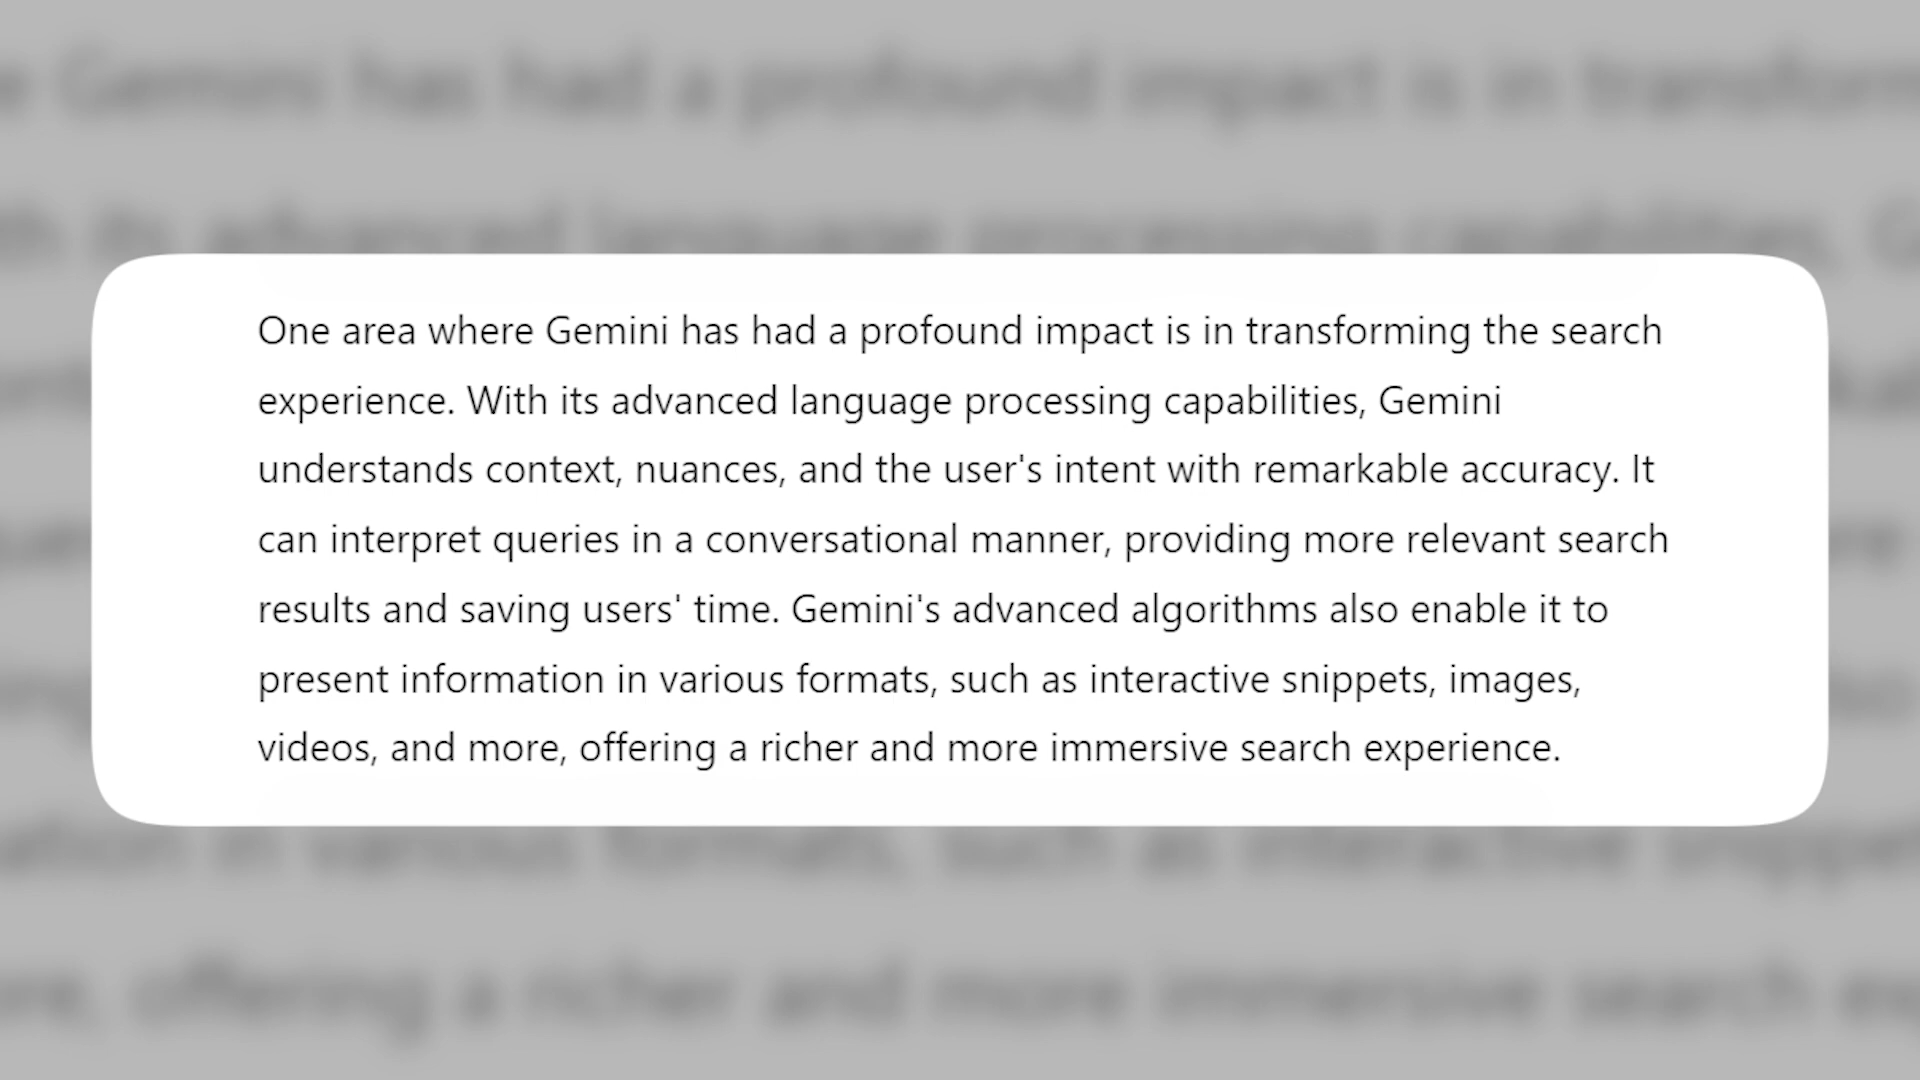 One area where Gemini has had a profound impact is in transforming the search
experience. With its advanced language processing capabilities, Gemini
understands context, nuances, and the user's intent with remarkable accuracy. It
can interpret queries in a conversational manner, providing more relevant search
results and saving users' time. Gemini's advanced algorithms also enable it to
present information in various formats, such as interactive snippets, images,
videos, and more, offering a richer and more immersive search experience.